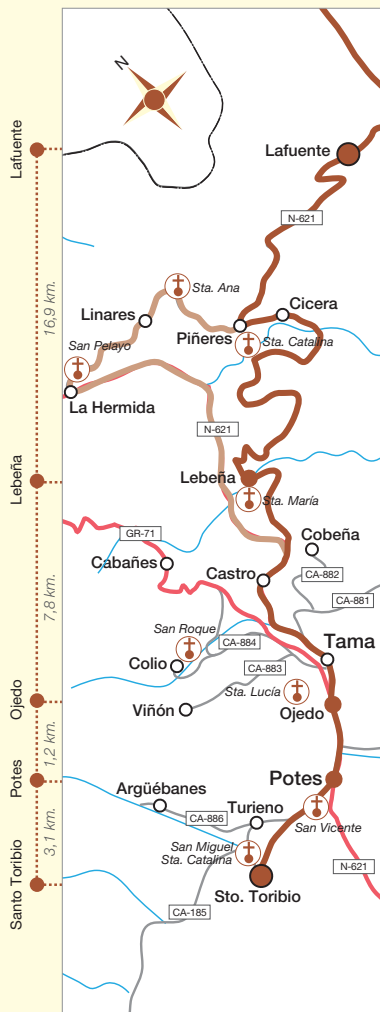 Lafuente
16,9 km.
Lebeña
7,8 km.
Ojedo
1,2 km.
Potes
3,1 km.
Santo Toribio
N
Lafuente
N-621
Sta. Ana
Cicera
Linares
Piñeres
Sta. Catalina
San Pelayo
La Hermida
N-621
Lebeña
Sta. María
GR-71
Cobeña
Cabañes
CA-882
Castro
CA-881
San Roque
CA-884
Tama
Colio
CA-883
Sta. Lucía
Viñón
Ojedo
Potes
Argüébanes
Turieno
CA-886
San Vicente
San Miguel
Sta. Catalina
N-621
Sto. Toribio
CA-185